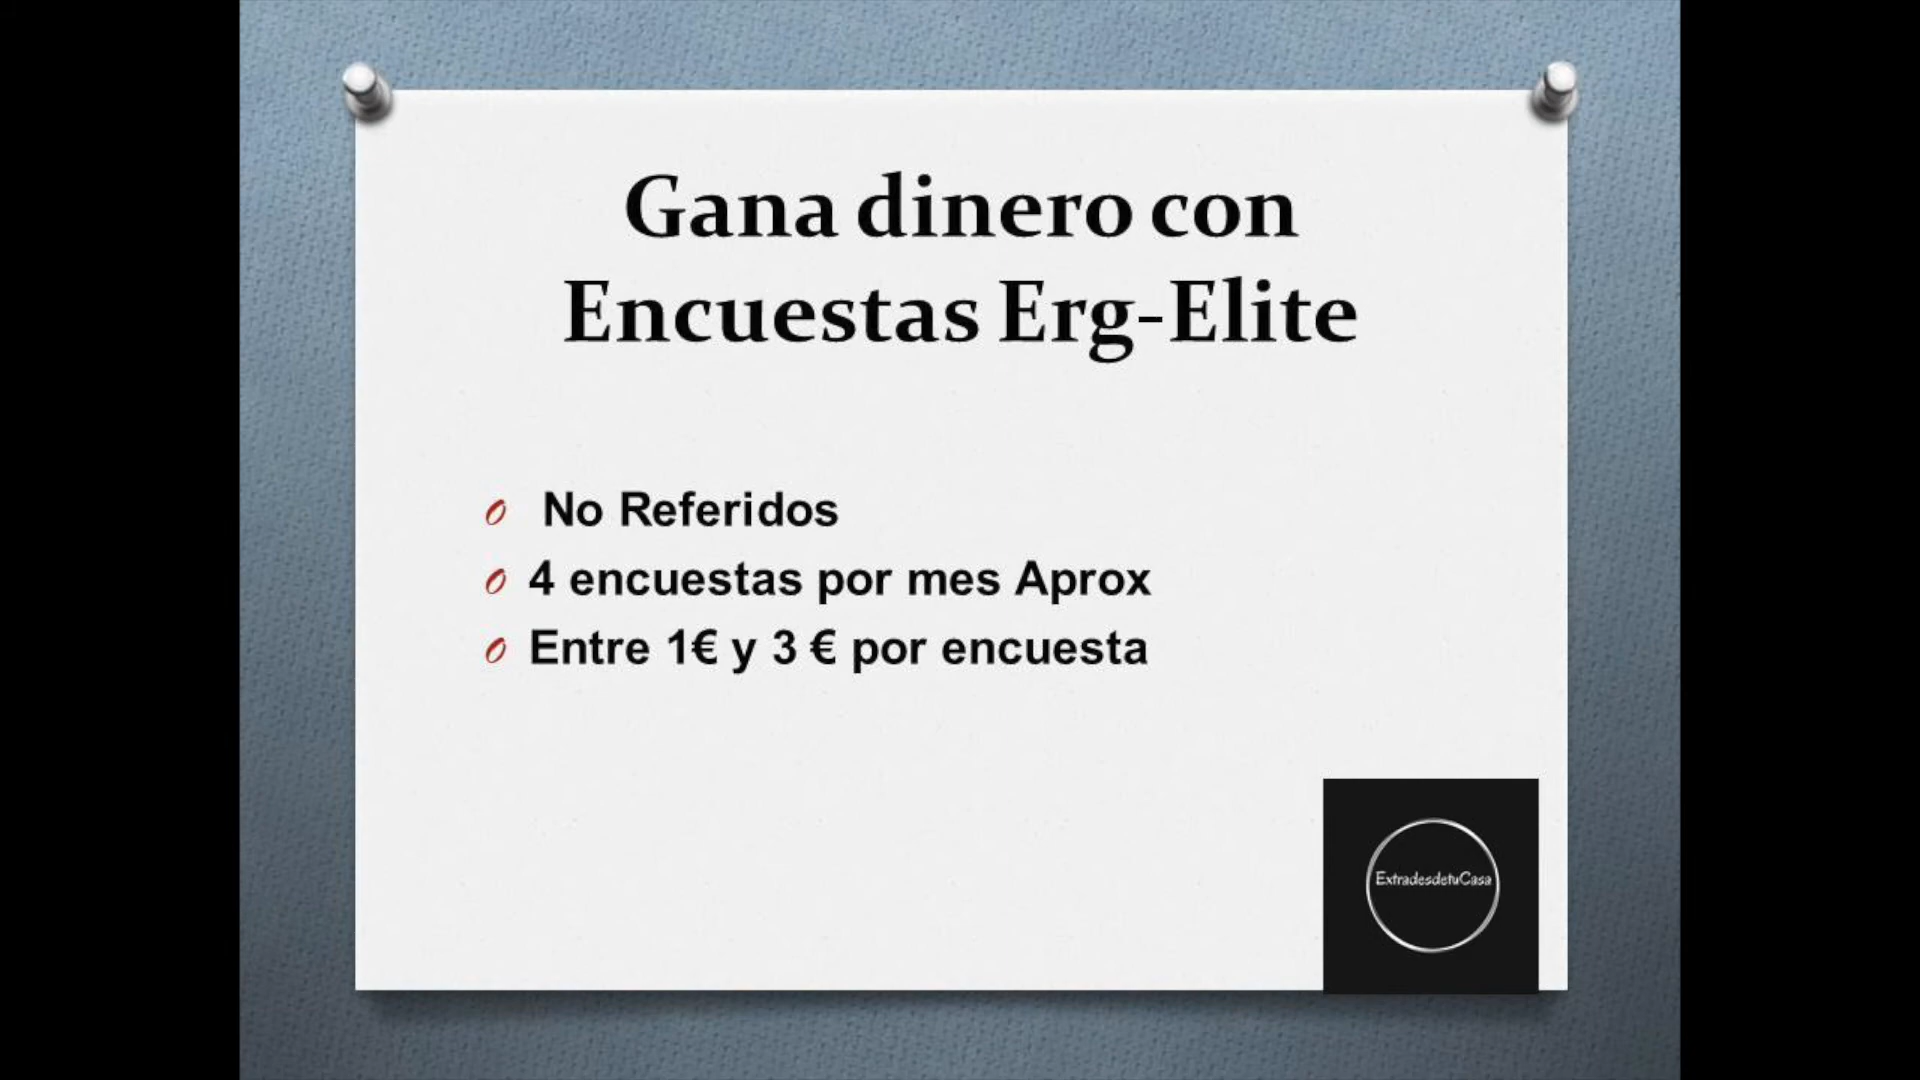 Gana dinero con
Encuestas Erg-Elite
No Referidos
4 encuestas por mes Aprox
Entre 1€ y 3 € por encuesta
ExtradesdetuCasa